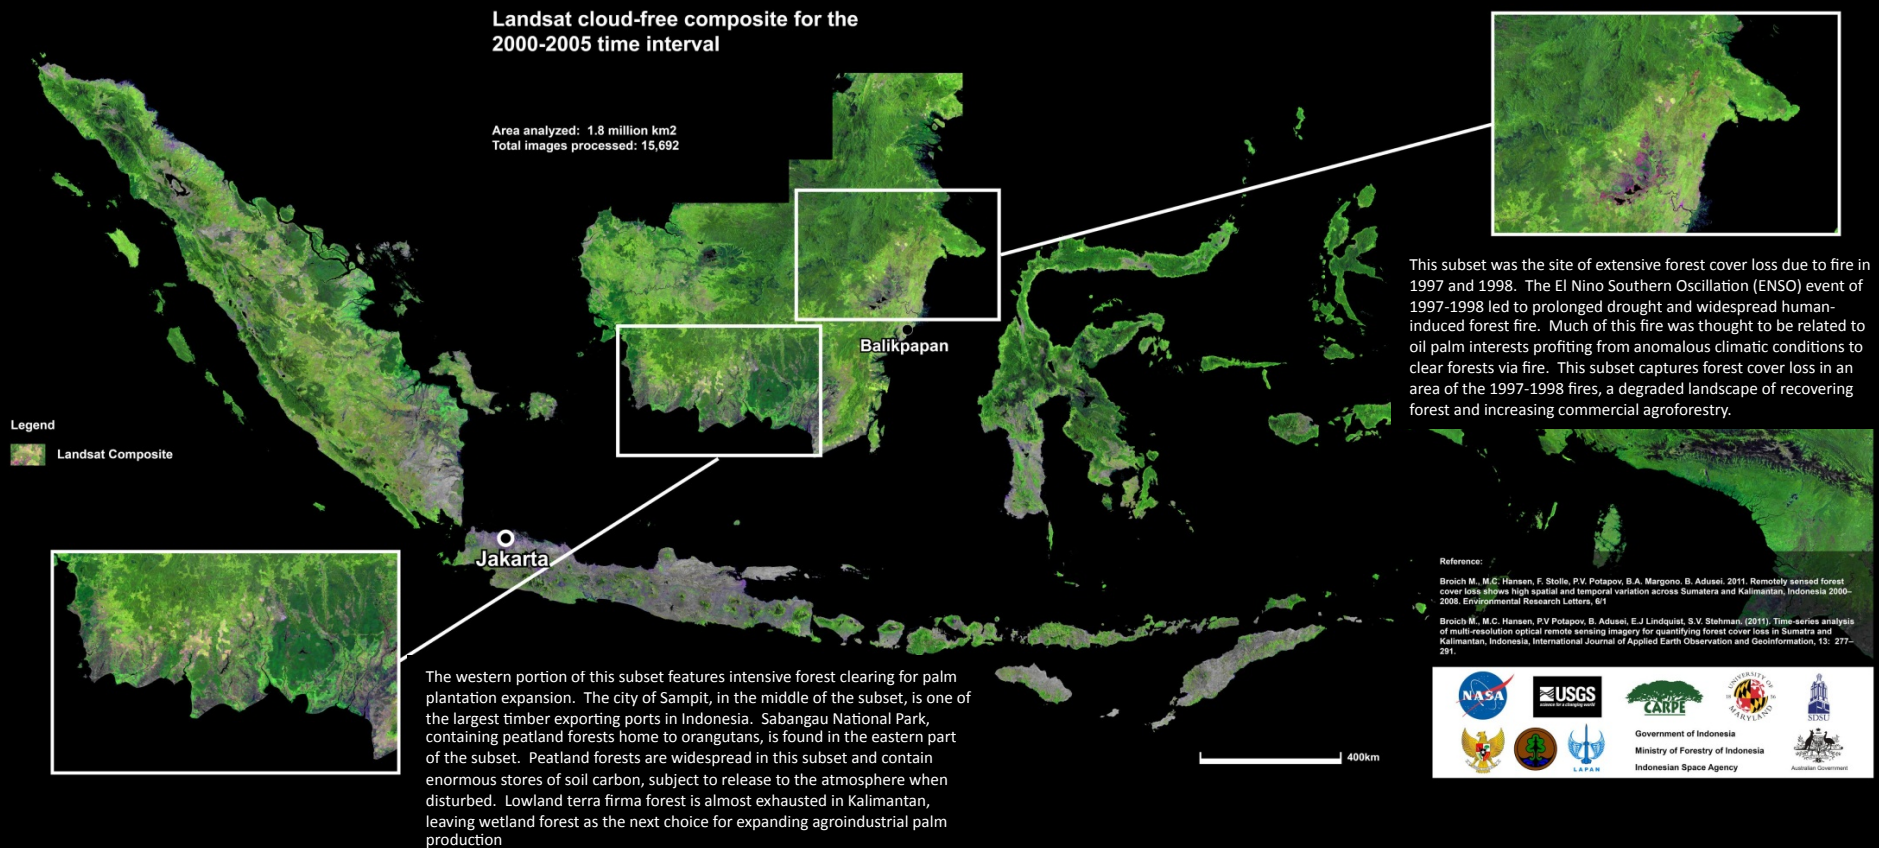 Landsat cloud-free composite for the
2000-2005 time interval
Area analyzed: 1.8 million km2
Total images processed: 15,692
Balikpapan
This subset was the site of extensive forest cover loss due to fire in
1997 and 1998. The El Nino Southern Oscillation (ENSO) event of
1997-1998 led to prolonged drought and widespread human-
induced forest fire. Much of this fire was thought to be related to
oil palm interests profiting from anomalous climatic conditions to
clear forests via fire. This subset captures forest cover loss in an
area of the 1997-1998 fires, a degraded landscape of recovering
forest and increasing commercial agroforestry.
Legend
Landsat Composite
Jakarta
The western portion of this subset features intensive forest clearing for palm
plantation expansion. The city of Sampit, in the middle of the subset, is one of
the largest timber exporting ports in Indonesia. Sabangau National Park,
containing peatland forests home to orangutans, is found in the eastern part
of the subset. Peatland forests are widespread in this subset and contain
enormous stores of soil carbon, subject to release to the atmosphere when
disturbed. Lowland terra firma forest is almost exhausted in Kalimantan,
leaving wetland forest as the next choice for expanding agroindustrial palm
production
400km
Reference:
Broich M., M.C. Hansen, F. Stolle, P.V. Potapov, B.A. Margono. B. Adusei. 2011. Remotely sensed forest
cover loss shows high spatial and temporal variation across Sumatera and Kalimantan, Indonesia 2000–
2008. Environmental Research Letters, 6/1
Broich M., M.C. Hansen, P.V Potapov, B. Adusei, E.J Lindquist, S.V. Stehman. (2011). Time-series analysis
of multi-resolution optical remote sensing imagery for quantifying forest cover loss in Sumatra and
Kalimantan, Indonesia, International Journal of Applied Earth Observation and Geoinformation, 13: 277–
291.
NASA
USGS
science for a changing world
CARPE
UNIVERSITY OF
MARYLAND
18 56
SDSU
LAPAN
Government of Indonesia
Ministry of Forestry of Indonesia
Indonesian Space Agency
Australian Government